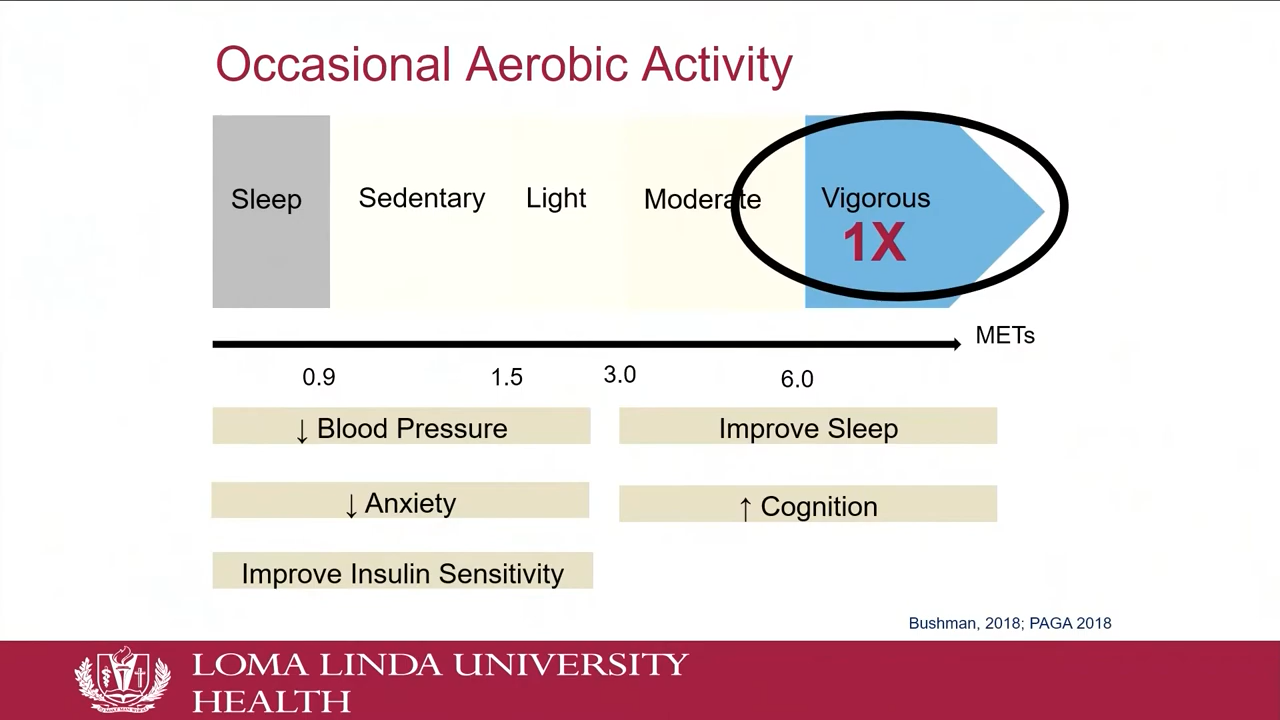 Occasional Aerobic Activity
Sleep
Sedentary
Light
Moderate
Vigorous
1X
METs
0.9
1.5
3.0
6.0
↓ Blood Pressure
Improve Sleep
↓ Anxiety
↑ Cognition
Improve Insulin Sensitivity
Bushman, 2018; PAGA 2018
LOMA LINDA UNIVERSITY
HEALTH